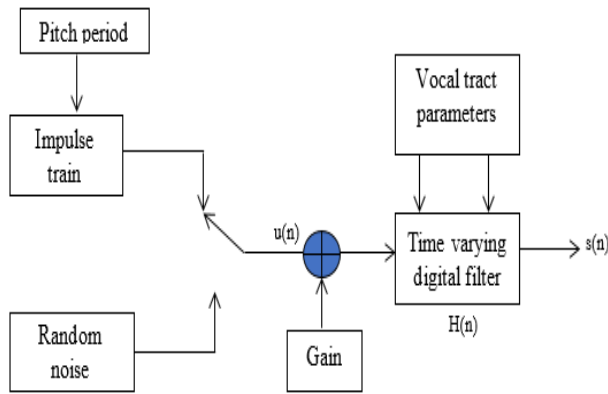 Pitch period
Impulse
train
Random
noise
u(n)
Gain
Vocal tract
parameters
Time varying
digital filter
H(n)
s(n)